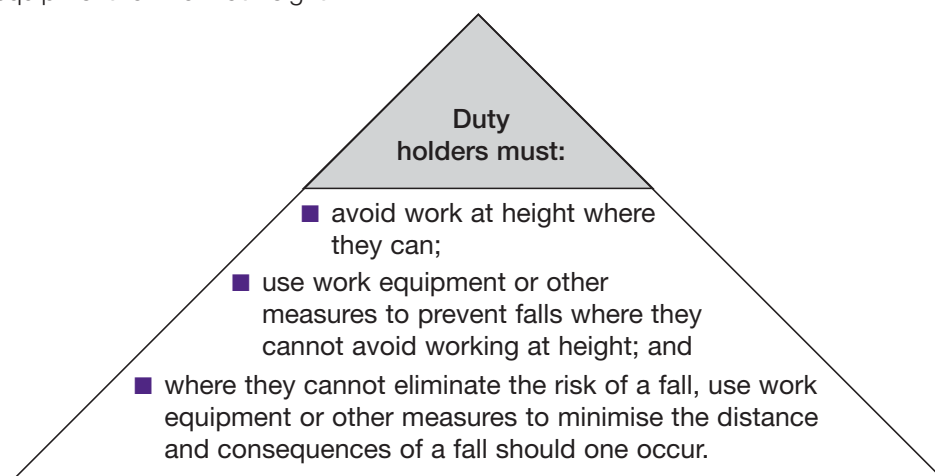 Duty
holders must:
■ avoid work at height where
they can;
■ use work equipment or other
measures to prevent falls where they
cannot avoid working at height; and
■ where they cannot eliminate the risk of a fall, use work
equipment or other measures to minimise the distance
and consequences of a fall should one occur.